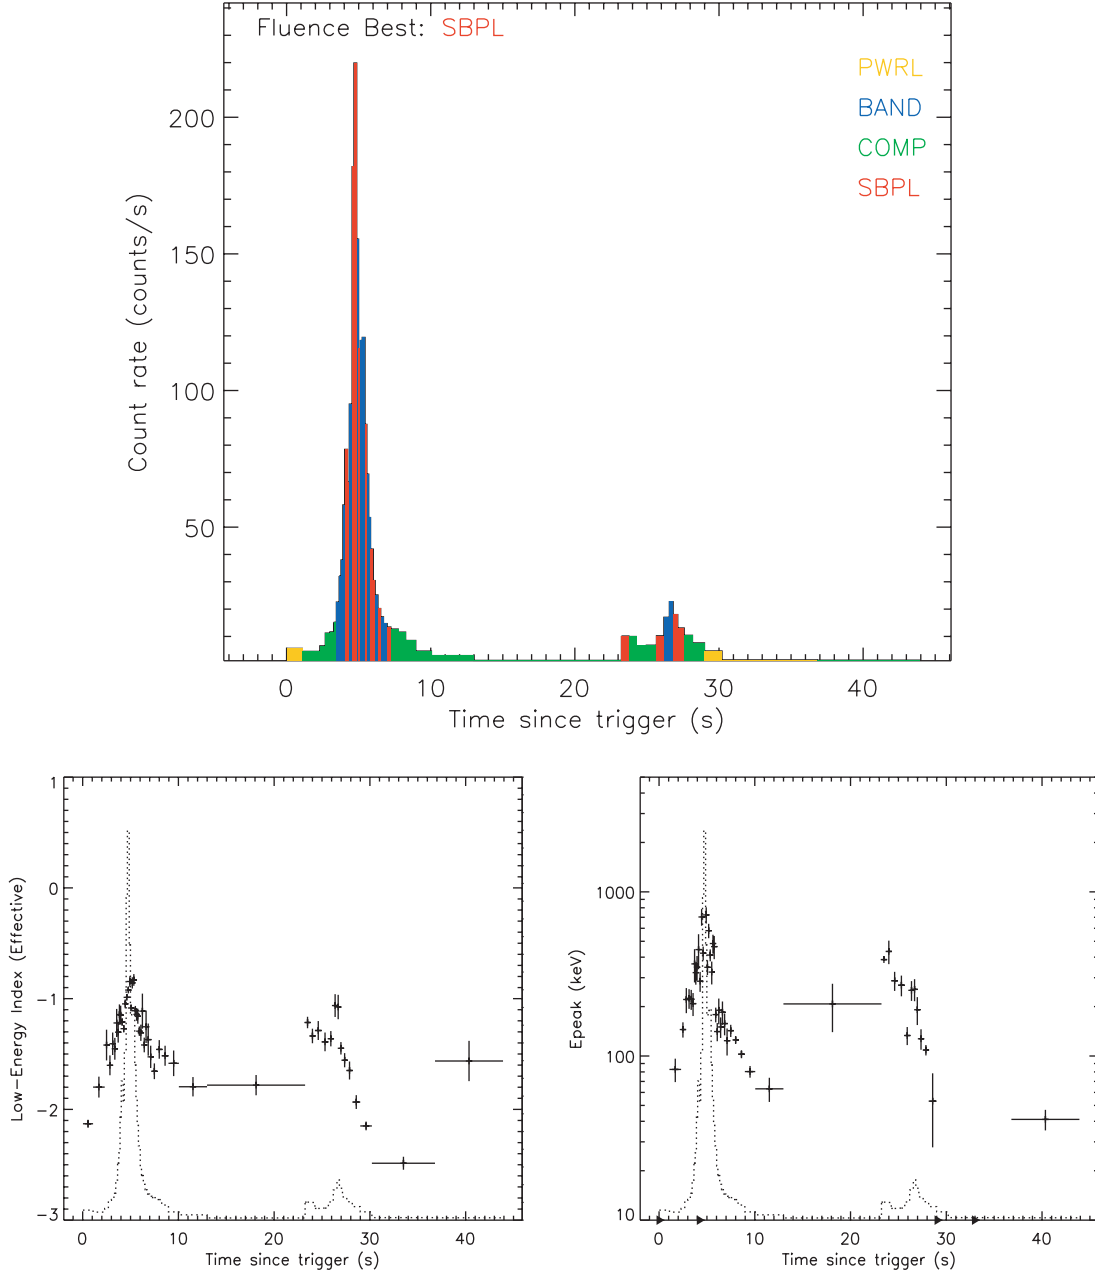 Fluence Best: SBPL
PWRL
BAND
COMP
SBPL
200
150
100
50
Count rate (counts/s)
0 10 20 30 40
Time since trigger (s)
1
0
−1
−2
−3
Low−Energy Index (Effective)
0 10 20 30 40
Time since trigger (s)
1000
100
10
Epeak (keV)
0 10 20 30 40
Time since trigger (s)